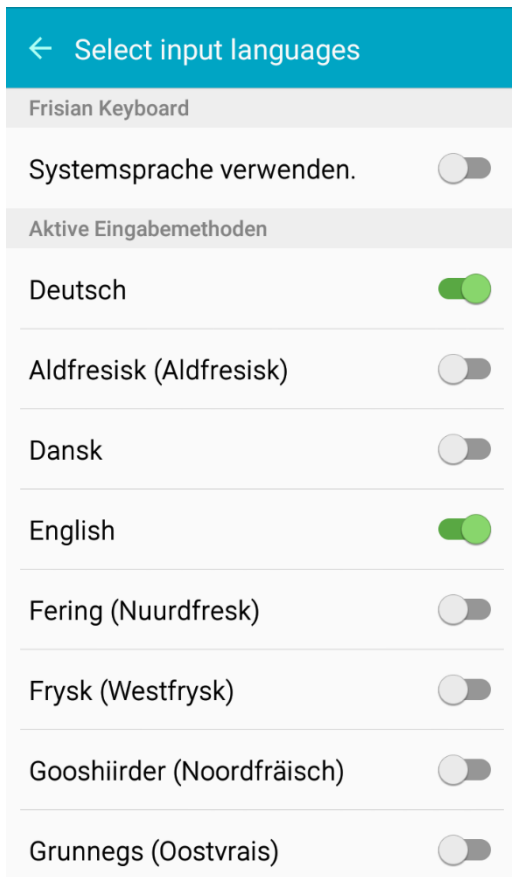 Select input languages
Frisian Keyboard
Systemsprache verwenden.
Aktive Eingabemethoden
Deutsch
Aldfresisk (Aldfresisk)
Dansk
English
Fering (Nuurdfresk)
Frysk (Westfrysk)
Gooshiirder (Noordfräisch)
Grunnegs (Oostvrais)